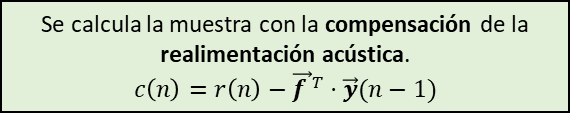 Se calcula la muestra con la compensación de la
realimentación acústica.
c(n) = r(n) − f⃗ᵀ · y⃗(n − 1)